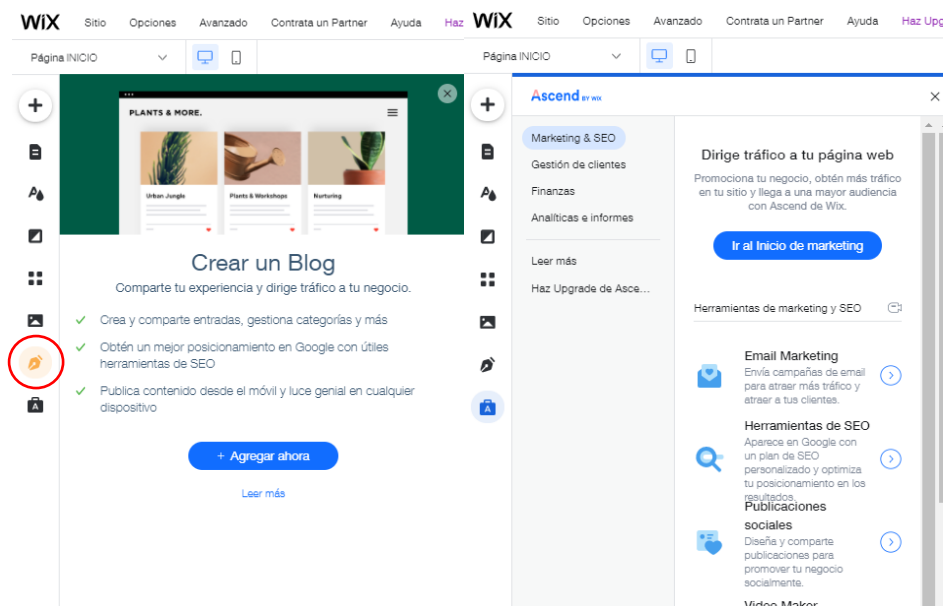 WiX Sitio Opciones Avanzado Contrata un Partner Ayuda Haz
Página INICIO
PLANTS & MORE.
Urban Jungle
Plants & Workshops
Nurturing
Crear un Blog
Comparte tu experiencia y dirige tráfico a tu negocio.
Crea y comparte entradas, gestiona categorías y más
Obtén un mejor posicionamiento en Google con útiles
herramientas de SEO
Publica contenido desde el móvil y luce genial en cualquier
dispositivo
+ Agregar ahora
Leer más
A
WiX Sitio Opciones Avanzado Contrata un Partner Ayuda Haz Upg
Página INICIO
Ascend BY WIX
Marketing & SEO
Gestión de clientes
Finanzas
Analíticas e informes
Leer más
Haz Upgrade de Asce...
A
Dirige tráfico a tu página web
Promociona tu negocio, obtén más tráfico
en tu sitio y llega a una mayor audiencia
con Ascend de Wix.
Ir al Inicio de marketing
Herramientas de marketing y SEO
Email Marketing
Envía campañas de email
para atraer más tráfico y
atraer a tus clientes.
Herramientas de SEO
Aparece en Google con
un plan de SEO
personalizado y optimiza
tu posicionamiento en los
resultados.
Publicaciones
sociales
Diseña y comparte
publicaciones para
promover tu negocio
socialmente.
Video Maker